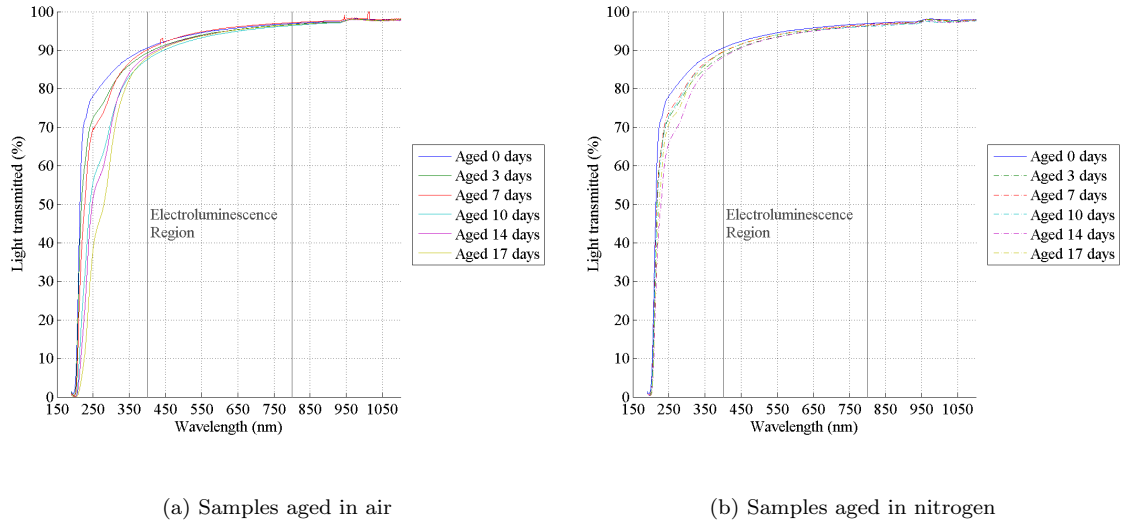 100
90
80
70
60
50
40
30
20
10
0
Light transmitted (%)
150 250 350 450 550 650 750 850 950 1050
Wavelength (nm)
Electroluminescence
Region
Aged 0 days
Aged 3 days
Aged 7 days
Aged 10 days
Aged 14 days
Aged 17 days
(a) Samples aged in air
100
90
80
70
60
50
40
30
20
10
0
Light transmitted (%)
150 250 350 450 550 650 750 850 950 1050
Wavelength (nm)
Electroluminescence
Region
Aged 0 days
Aged 3 days
Aged 7 days
Aged 10 days
Aged 14 days
Aged 17 days
(b) Samples aged in nitrogen